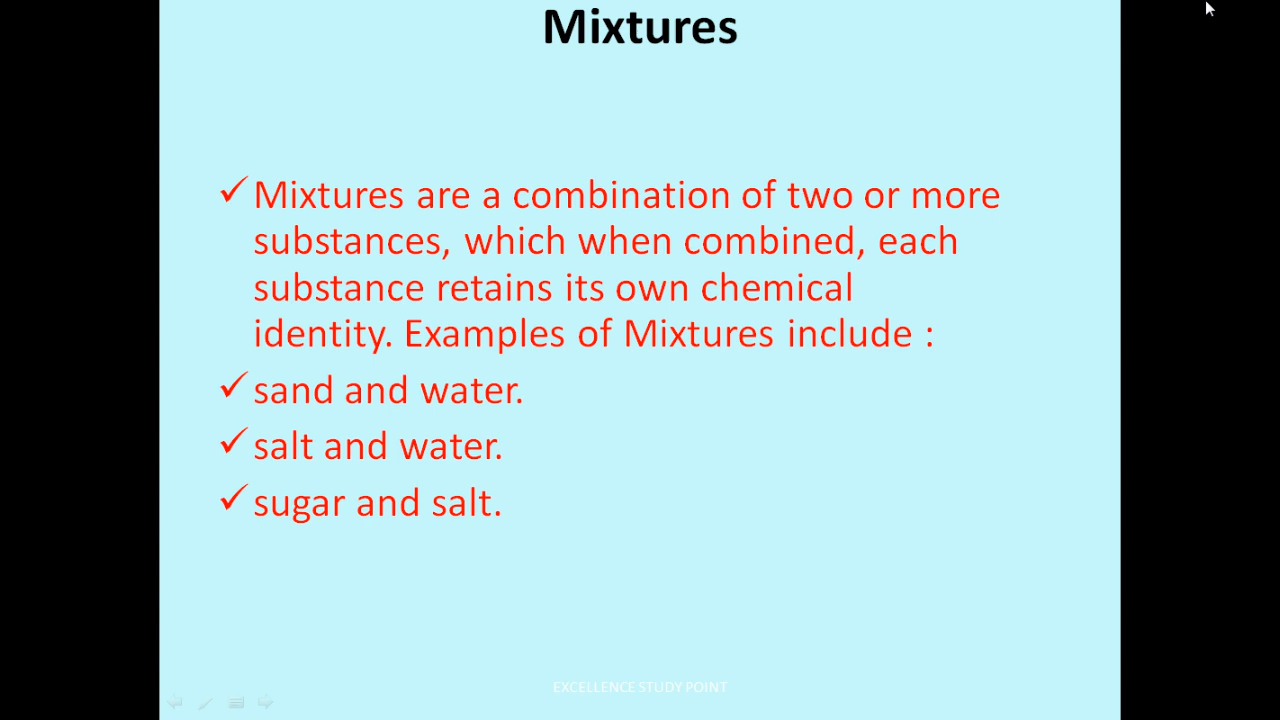 Mixtures
Mixtures are a combination of two or more
substances, which when combined, each
substance retains its own chemical
identity. Examples of Mixtures include :
sand and water.
salt and water.
sugar and salt.
EXCELLENCE STUDY POINT